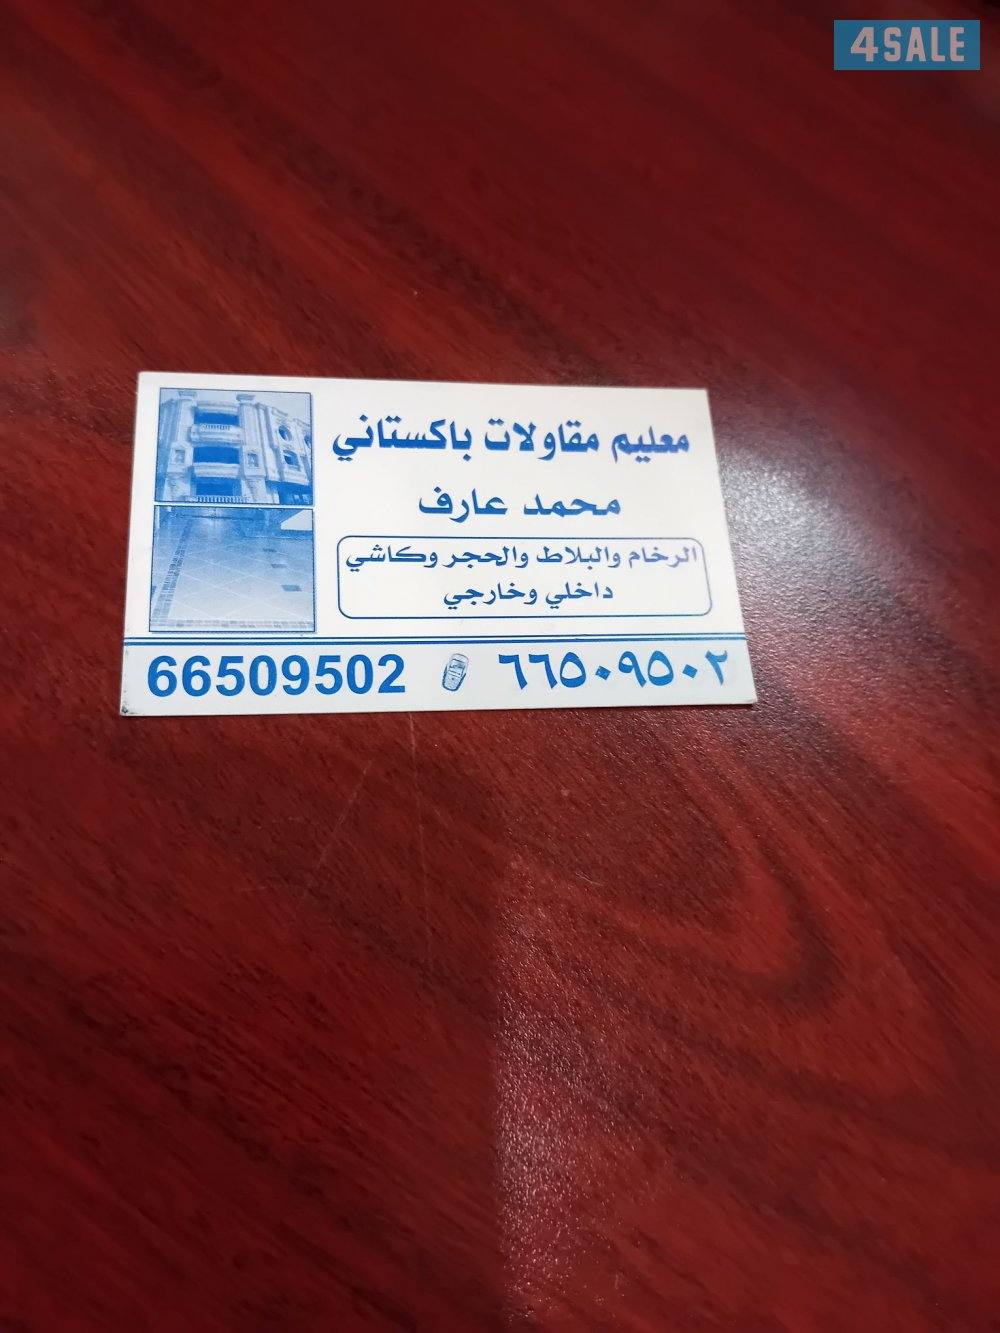 4SALE
معليم مقاولات باكستاني
محمد عارف
الرخام والبلاط والحجر وكاشي
داخلي وخارجي
66509502 ٦٦٥٠٩٥٠٢